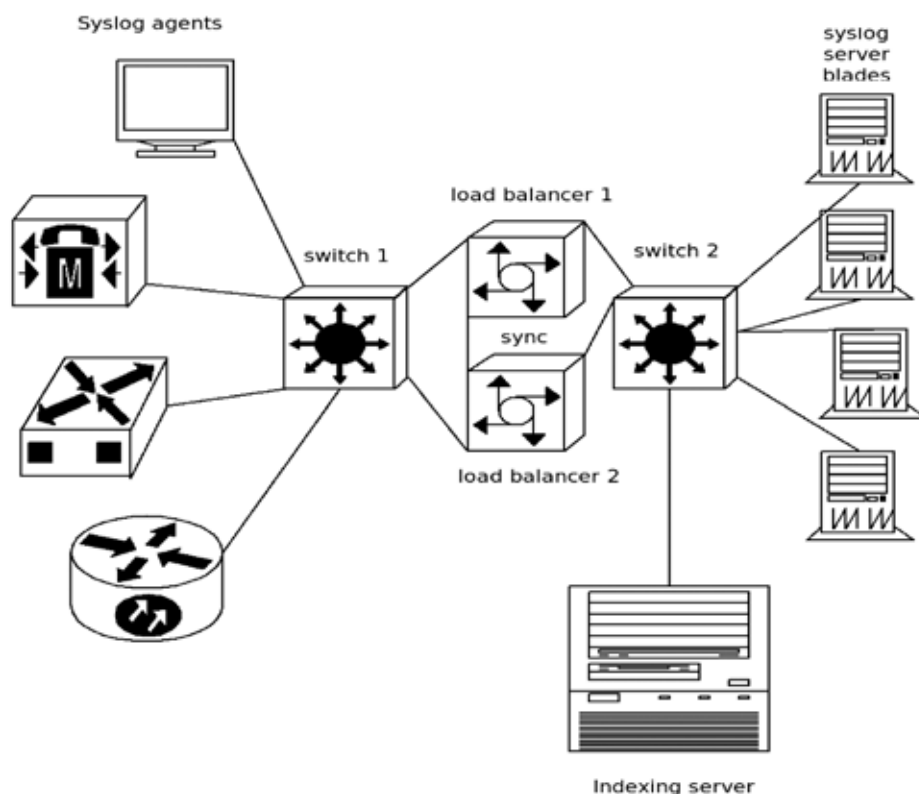 Syslog agents
syslog
server
blades
load balancer 1
switch 1
switch 2
M
sync
load balancer 2
Indexing server